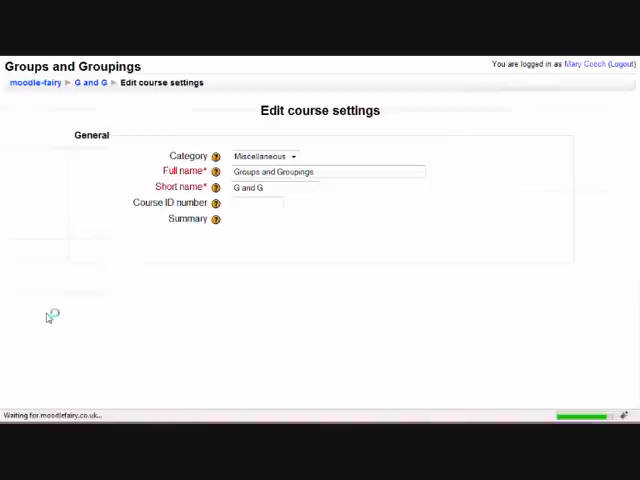 Groups and Groupings
You are logged in as Mary Cooch (Logout)
moodle-fairy ► G and G ► Edit course settings
Edit course settings
General
Category Miscellaneous
Full name* Groups and Groupings
Short name* G and G
Course ID number
Summary
Waiting for moodlefairy.co.uk...